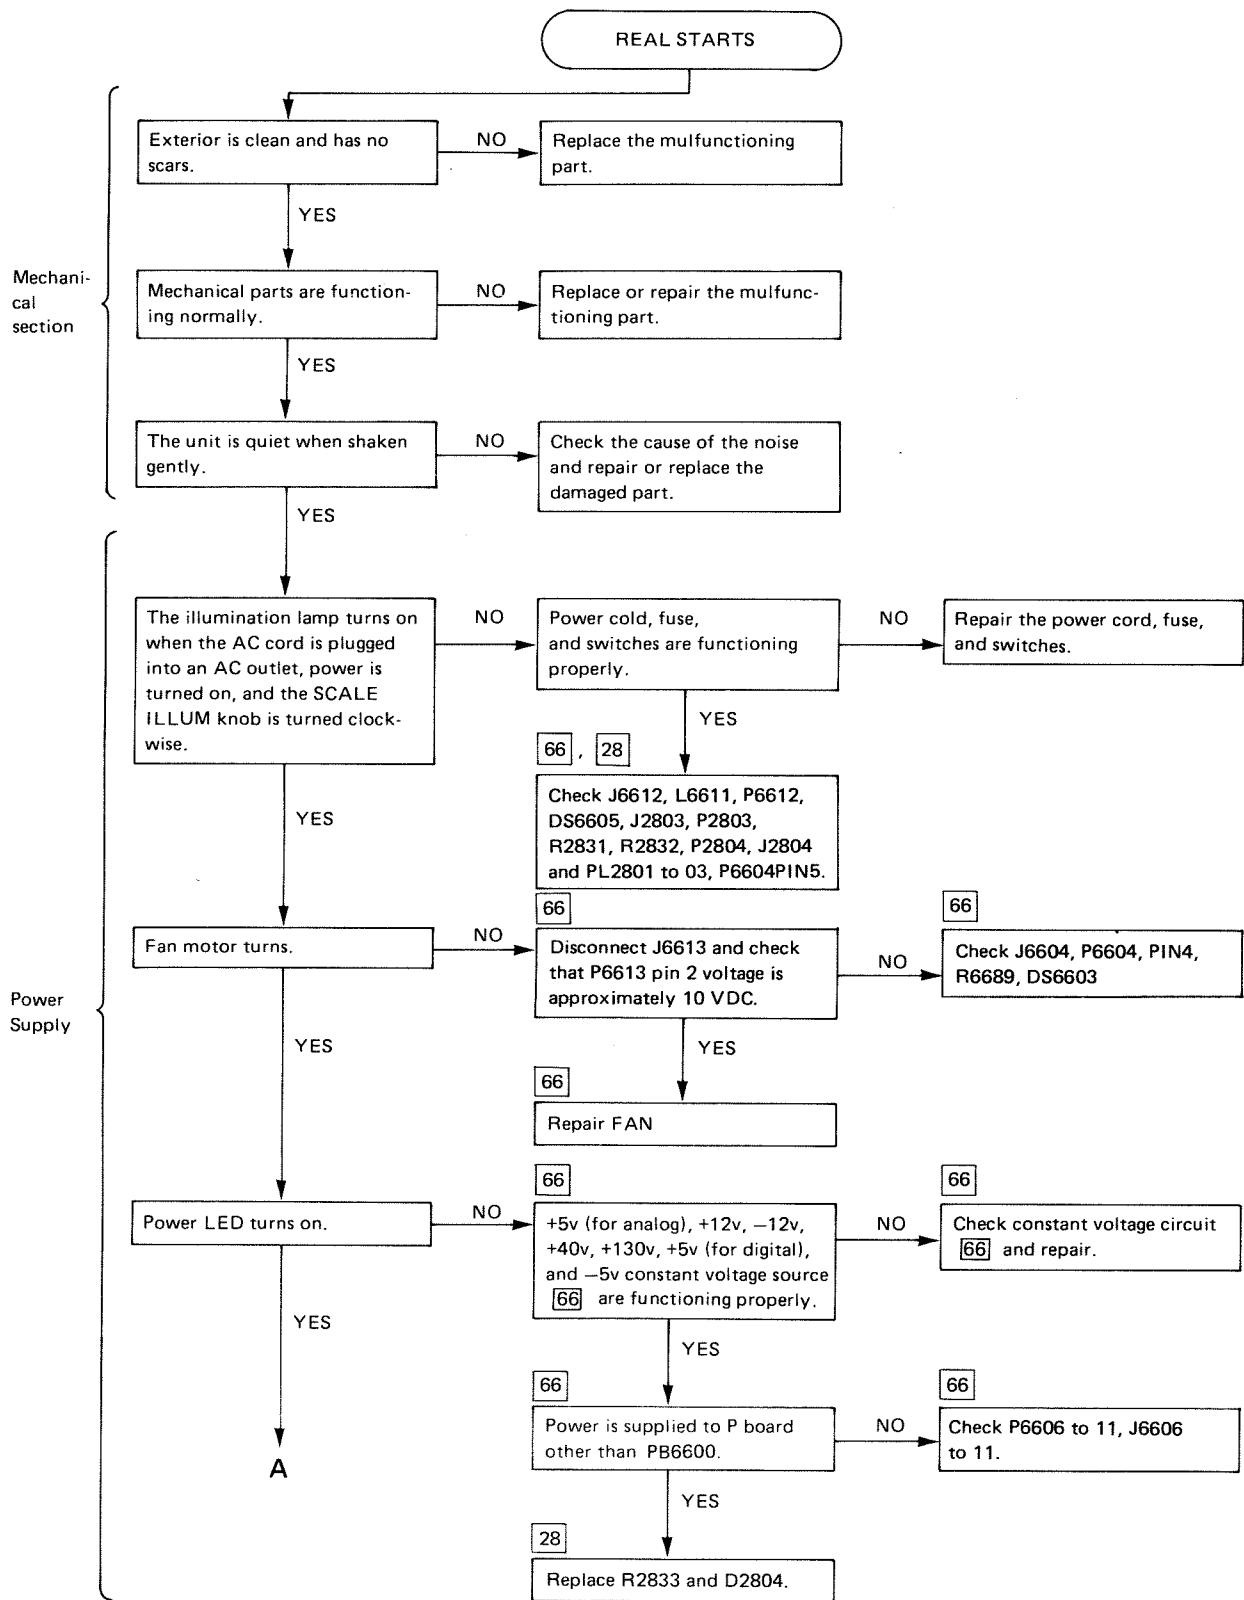 REAL STARTS
Exterior is clean and has no
scars.
NO
Replace the mulfunctioning
part.
YES
Mechani-
cal
section
Mechanical parts are function-
ing normally.
NO
Replace or repair the mulfunc-
tioning part.
YES
The unit is quiet when shaken
gently.
NO
Check the cause of the noise
and repair or replace the
damaged part.
YES
The illumination lamp turns on
when the AC cord is plugged
into an AC outlet, power is
turned on, and the SCALE
ILLUM knob is turned clock-
wise.
NO
Power cold, fuse,
and switches are functioning
properly.
NO
Repair the power cord, fuse,
and switches.
YES
66 , 28
Check J6612, L6611, P6612,
DS6605, J2803, P2803,
R2831, R2832, P2804, J2804
and PL2801 to 03, P6604PIN5.
YES
Fan motor turns.
NO
66
Disconnect J6613 and check
that P6613 pin 2 voltage is
approximately 10 VDC.
NO
66
Check J6604, P6604, PIN4,
R6689, DS6603
Power
Supply
YES
YES
66
Repair FAN
Power LED turns on.
NO
66
+5v (for analog), +12v, −12v,
+40v, +130v, +5v (for digital),
and −5v constant voltage source
66 are functioning properly.
NO
66
Check constant voltage circuit
66 and repair.
YES
YES
66
Power is supplied to P board
other than PB6600.
NO
66
Check P6606 to 11, J6606
to 11.
A
YES
28
Replace R2833 and D2804.